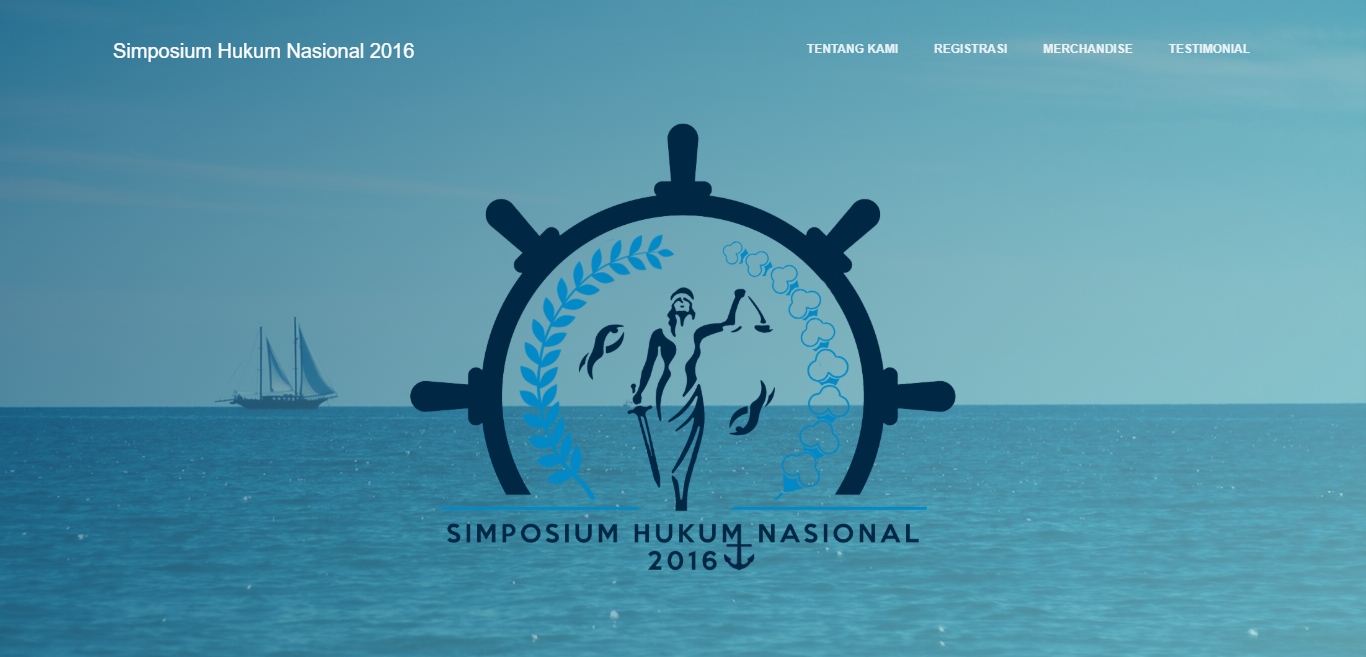 Simposium Hukum Nasional 2016
TENTANG KAMI REGISTRASI MERCHANDISE TESTIMONIAL
SIMPOSIUM HUKUM NASIONAL
2016